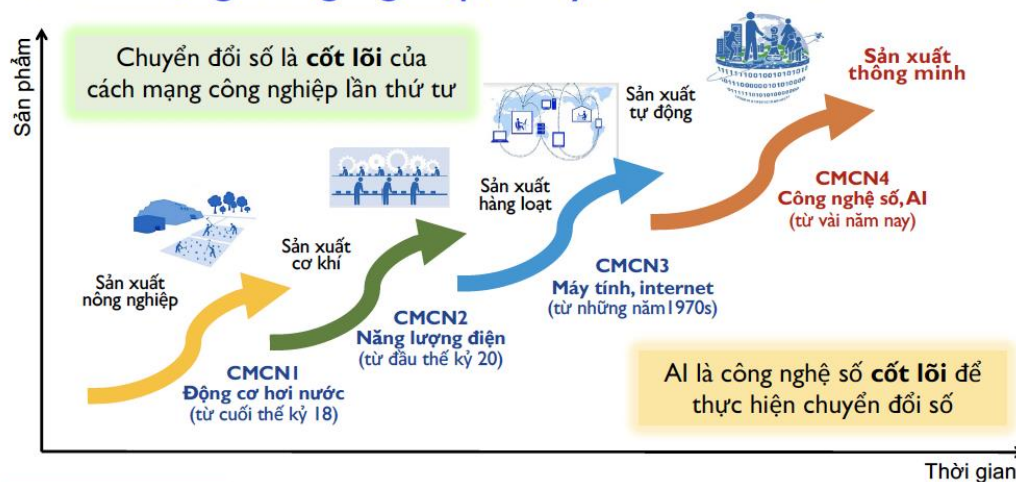 Sản phẩm
Chuyển đổi số là cốt lõi của
cách mạng công nghiệp lần thứ tư
Sản xuất
nông nghiệp
CMCN1
Động cơ hơi nước
(từ cuối thế kỷ 18)
Sản xuất
cơ khí
CMCN2
Năng lượng điện
(từ đầu thế kỷ 20)
Sản xuất
hàng loạt
CMCN3
Máy tính, internet
(từ những năm1970s)
Sản xuất
tự động
CMCN4
Công nghệ số, AI
(từ vài năm nay)
Sản xuất
thông minh
AI là công nghệ số cốt lõi để
thực hiện chuyển đổi số
Thời gian